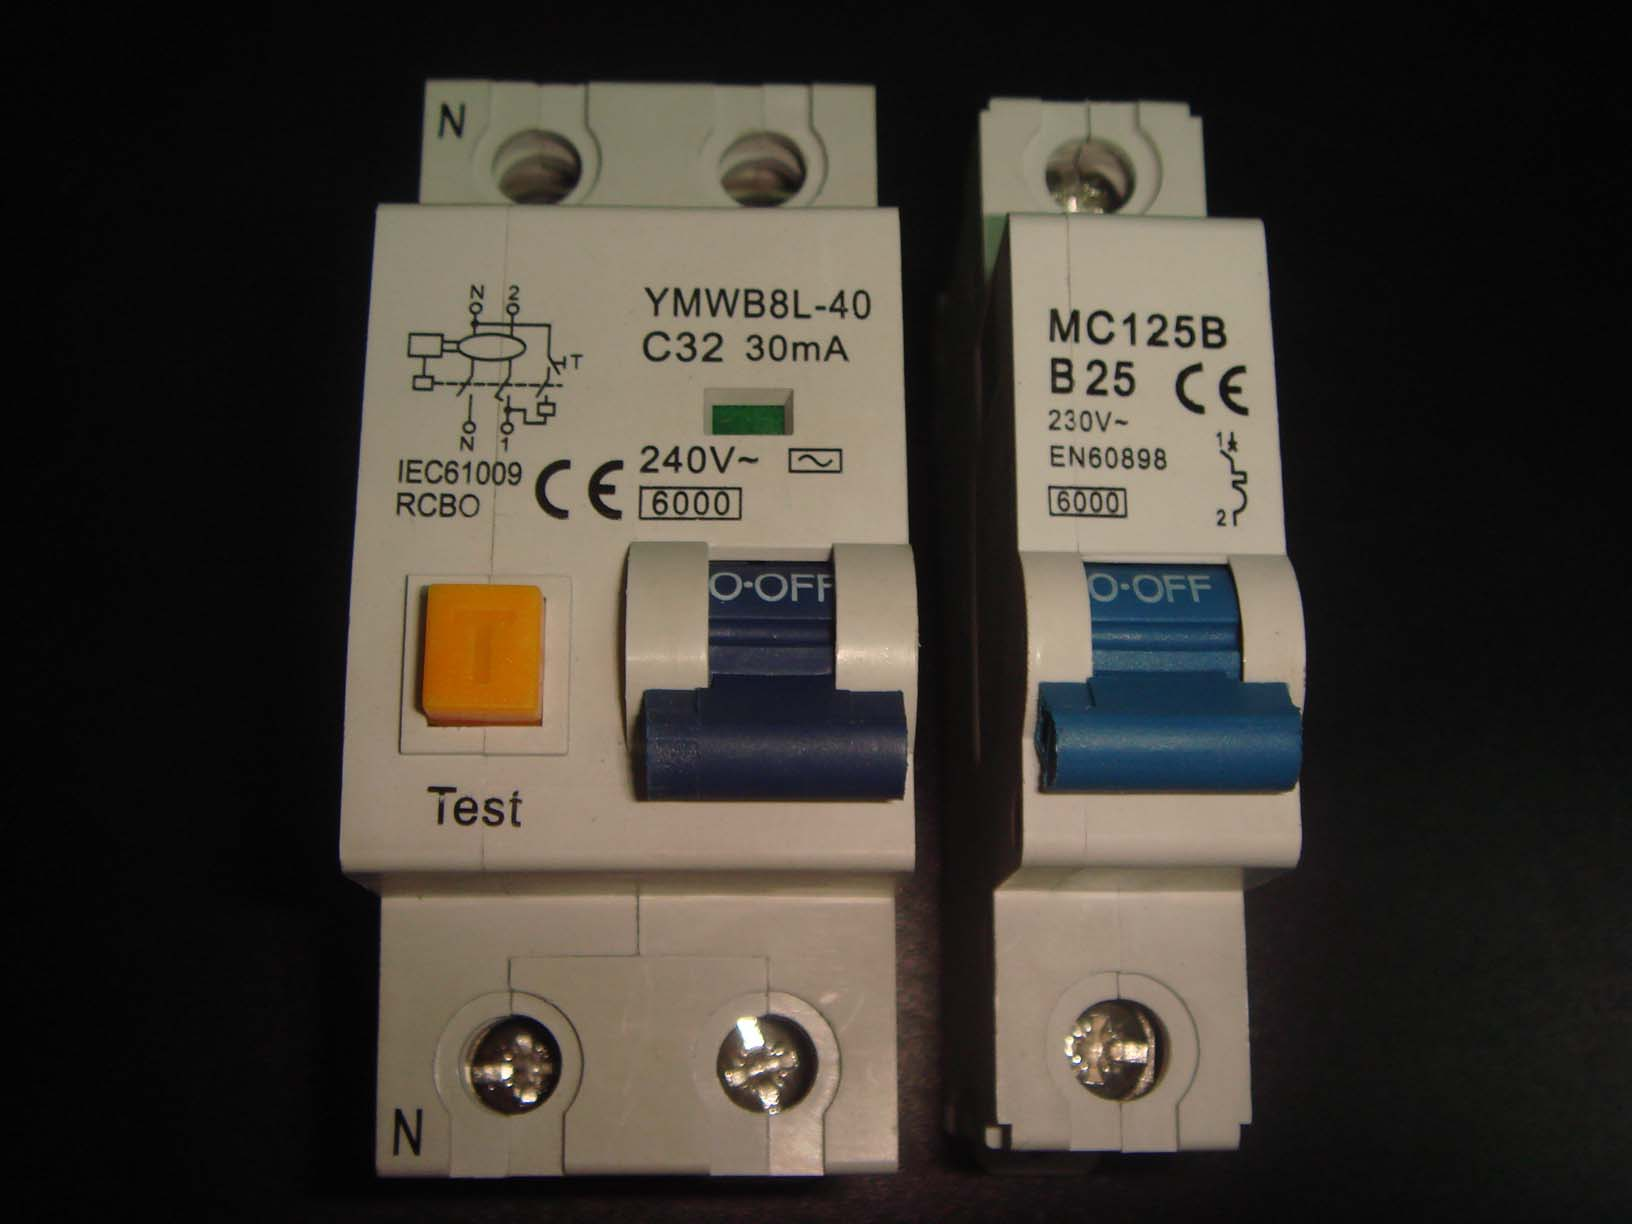 N
N 2
T
N 1
YMWB8L-40
C32 30mA
240V~
6000
IEC61009
RCBO
CE
O·OFF
Test
N
MC125B
B25
CE
230V~
EN60898
6000
1
2
O·OFF